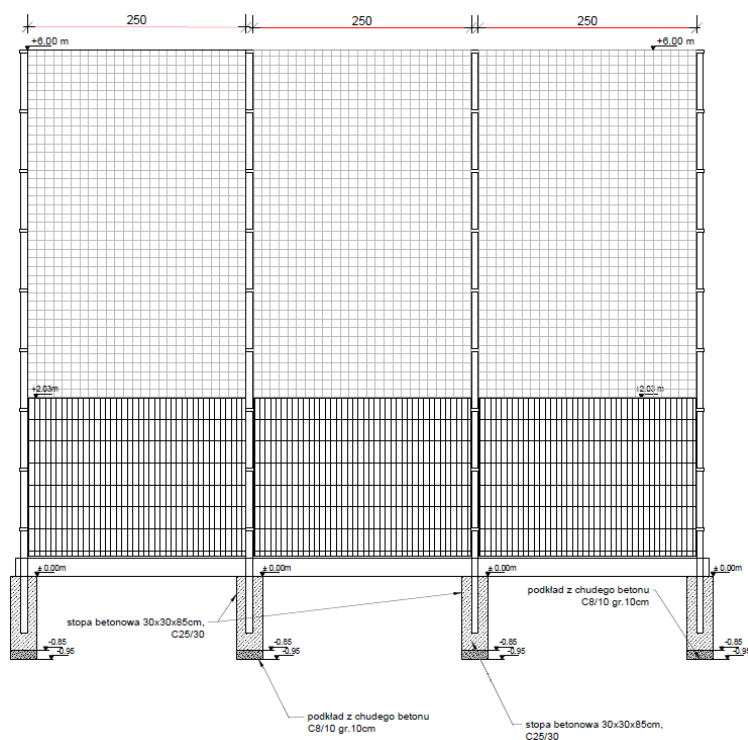 250
250
250
+6.00 m
+6.00 m
+2.03m
+2.03 m
± 0.00m
± 0.00m
± 0.00m
± 0.00m
podkład z chudego betonu
C8/10 gr.10cm
stopa betonowa 30x30x85cm,
C25/30
-0.85
-0.95
-0.85
-0.95
-0.85
-0.95
-0.85
-0.95
podkład z chudego betonu
C8/10 gr.10cm
stopa betonowa 30x30x85cm,
C25/30